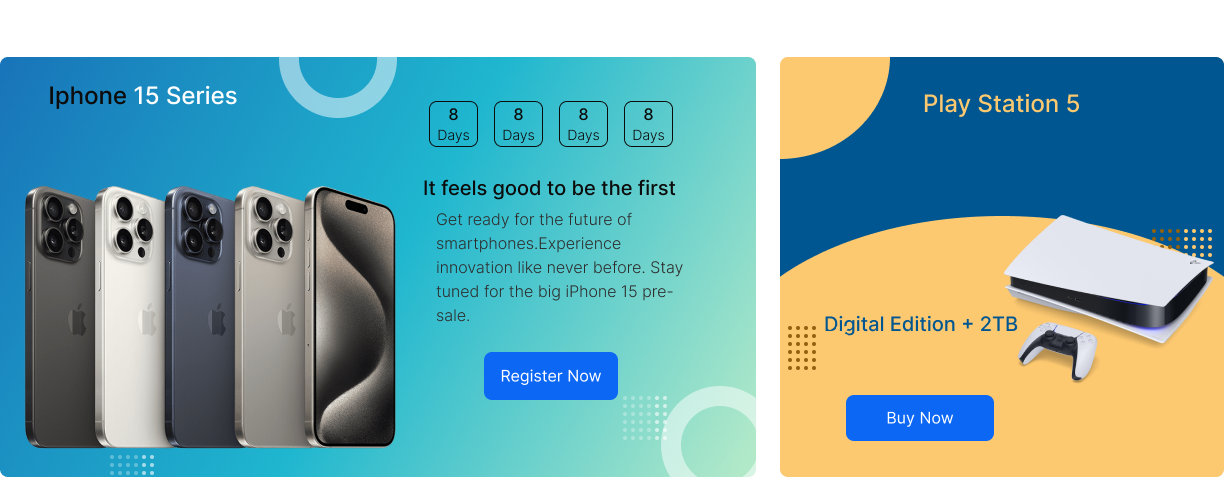 Iphone 15 Series
8 8 8 8
Days Days Days Days
It feels good to be the first
Get ready for the future of
smartphones.Experience
innovation like never before. Stay
tuned for the big iPhone 15 pre-
sale.
Register Now
Play Station 5
Digital Edition + 2TB
Buy Now